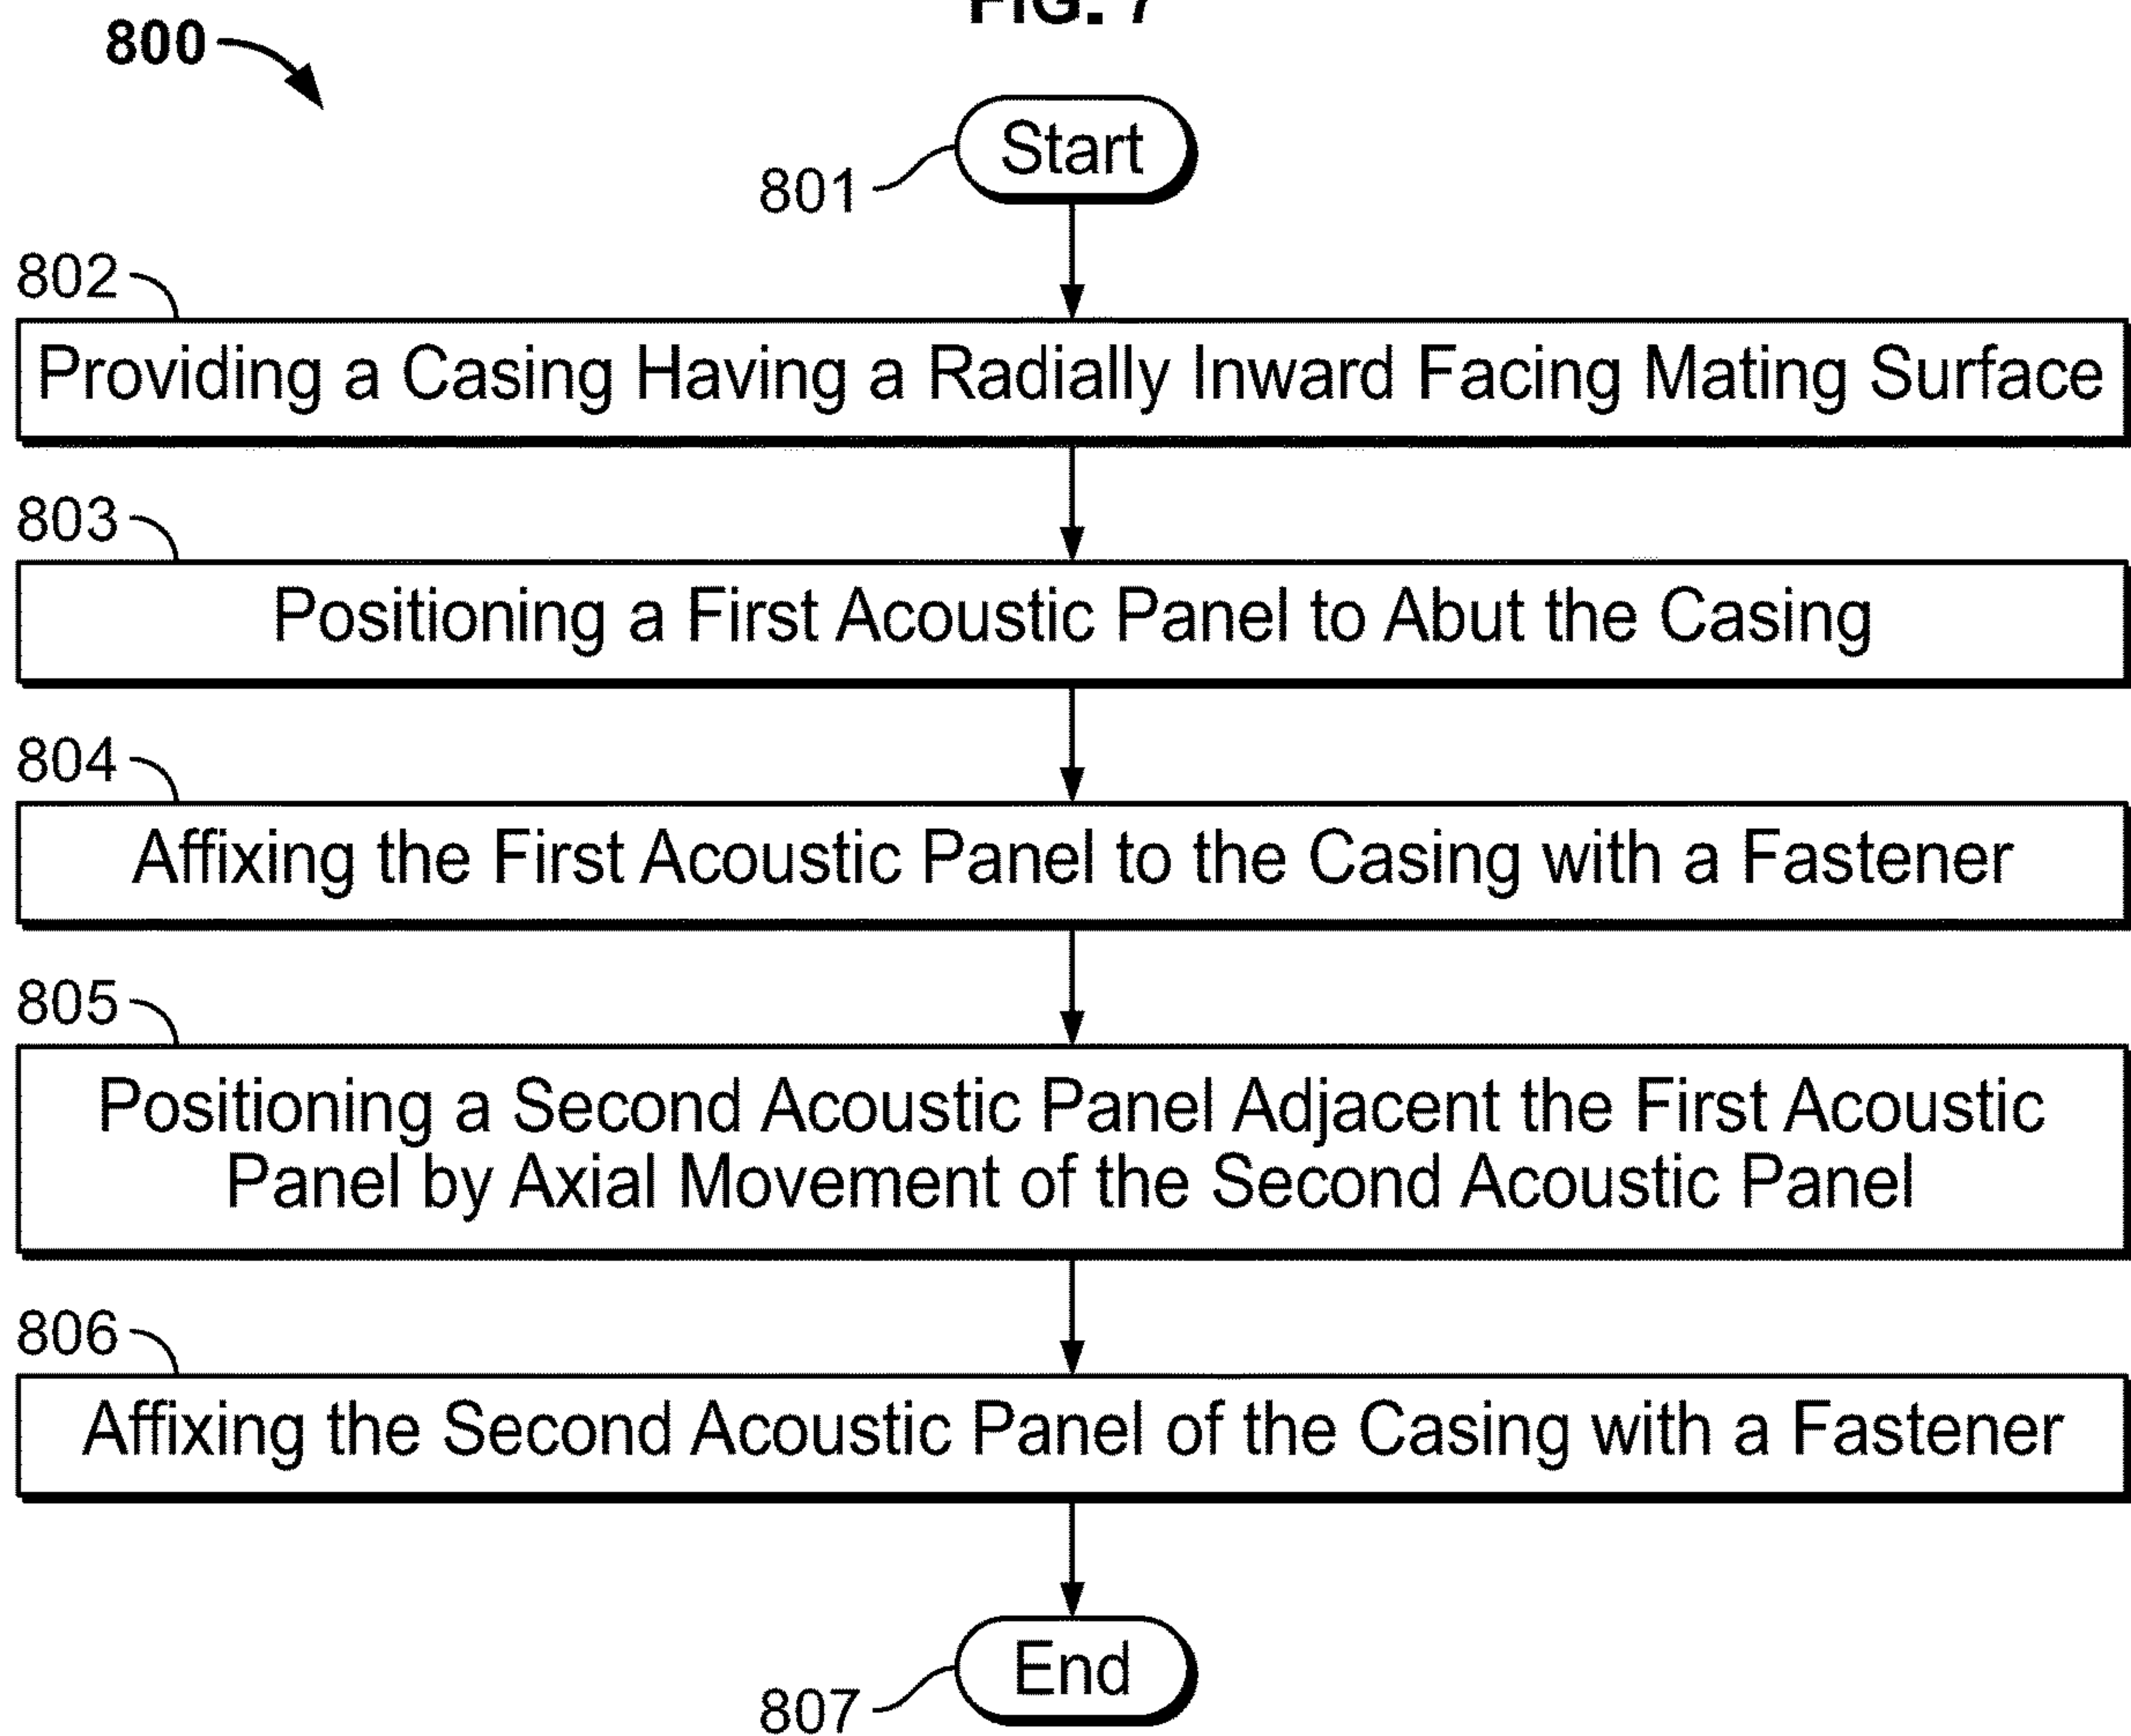 FIG. 7
800
Start
801
802
Providing a Casing Having a Radially Inward Facing Mating Surface
803
Positioning a First Acoustic Panel to Abut the Casing
804
Affixing the First Acoustic Panel to the Casing with a Fastener
805
Positioning a Second Acoustic Panel Adjacent the First Acoustic
Panel by Axial Movement of the Second Acoustic Panel
806
Affixing the Second Acoustic Panel of the Casing with a Fastener
End
807